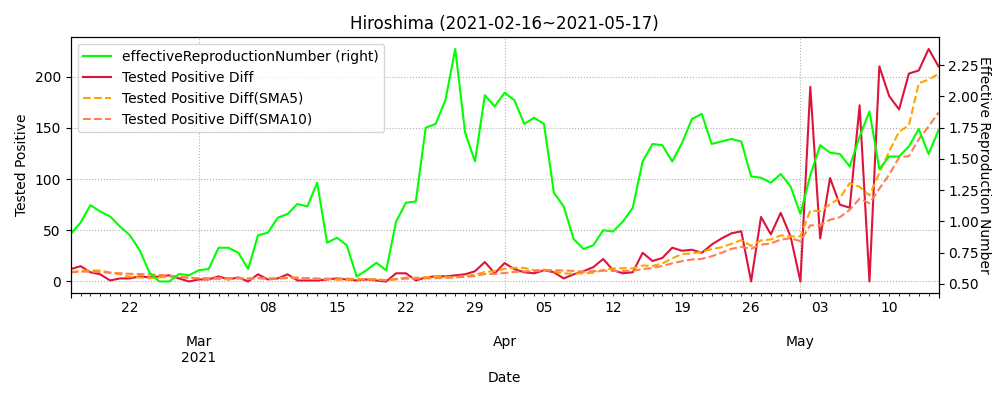 Hiroshima (2021-02-16~2021-05-17)
effectiveReproductionNumber (right)
Tested Positive Diff
Tested Positive Diff(SMA5)
Tested Positive Diff(SMA10)
Tested Positive
200
150
100
50
0
Effective Reproduction Number
2.25
2.00
1.75
1.50
1.25
1.00
0.75
0.50
22 08 15 22 29 05 12 19 26 03 10
Mar Apr May
2021
Date